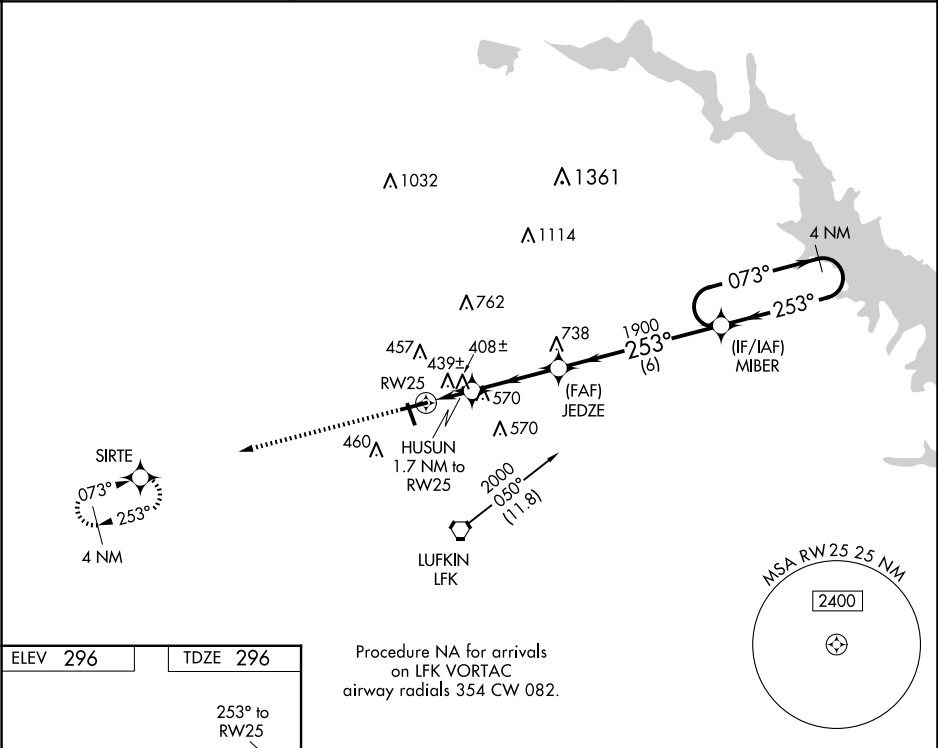 1032
1361
1114
4 NM
073°
253°
762
738
1900
253°
(6)
(IF/IAF)
MIBER
457
408±
439±
RW25
570
(FAF)
JEDZE
570
460
HUSUN
1.7 NM to
RW25
SIRTE
073°
253°
4 NM
2000
050°
(11.8)
LUFKIN
LFK
MSA RW25 25 NM
2400
ELEV 296
TDZE 296
Procedure NA for arrivals
on LFK VORTAC
airway radials 354 CW 082.
253° to
RW25